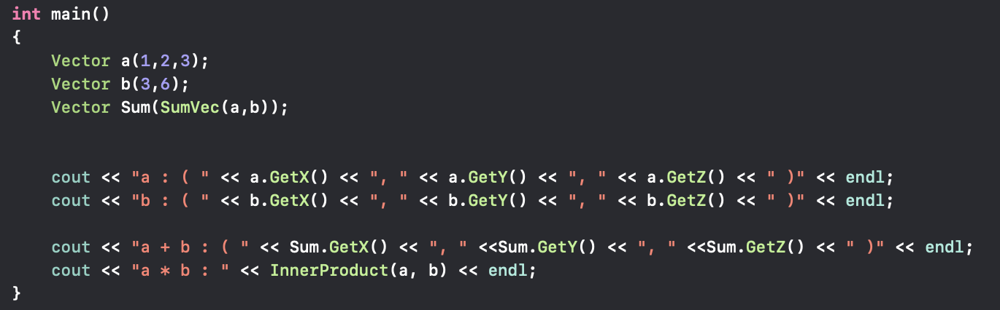 int main()
{
    Vector a(1,2,3);
    Vector b(3,6);
    Vector Sum(SumVec(a,b));
    cout << "a : ( " << a.GetX() << ", " << a.GetY() << ", " << a.GetZ() << " )" << endl;
    cout << "b : ( " << b.GetX() << ", " << b.GetY() << ", " << b.GetZ() << " )" << endl;
    cout << "a + b : ( " << Sum.GetX() << ", " <<Sum.GetY() << ", " <<Sum.GetZ() << " )" << endl;
    cout << "a * b : " << InnerProduct(a, b) << endl;
}